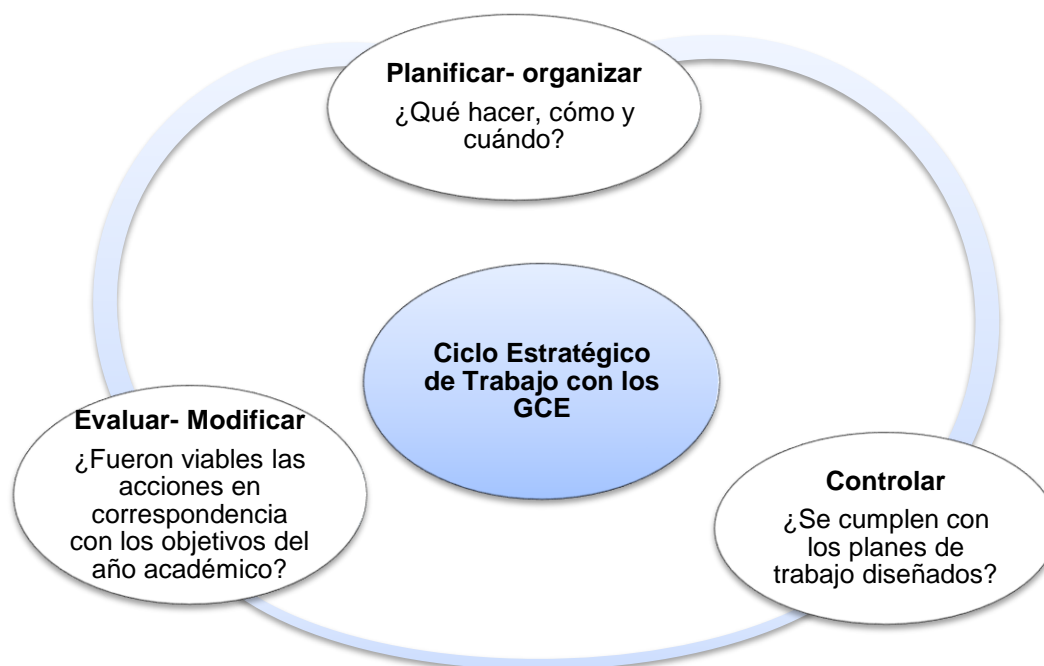 Planificar- organizar
¿Qué hacer, cómo y
cuándo?
Ciclo Estratégico
de Trabajo con los
GCE
Evaluar- Modificar
¿Fueron viables las
acciones en
correspondencia
con los objetivos del
año académico?
Controlar
¿Se cumplen con
los planes de
trabajo diseñados?